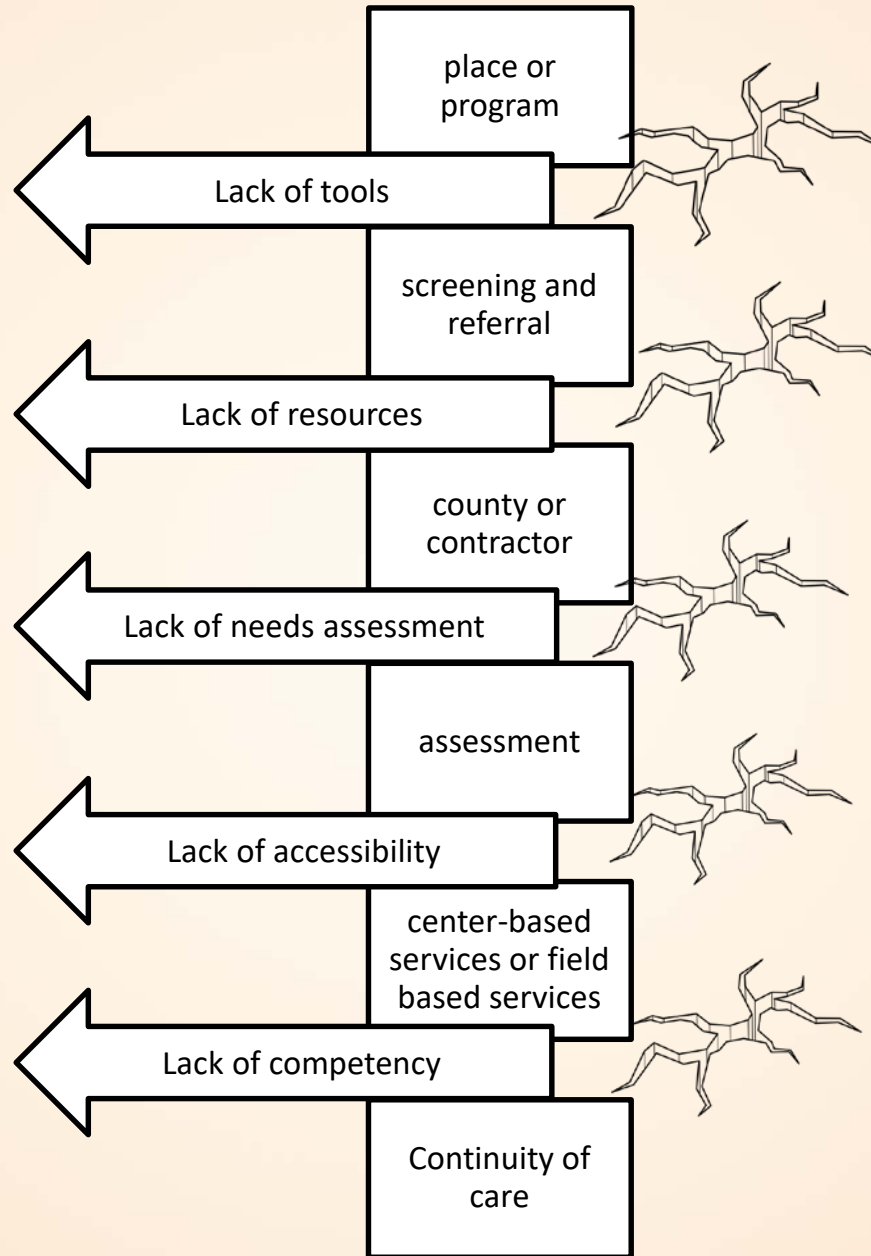 place or
program
Lack of tools
screening and
referral
Lack of resources
county or
contractor
Lack of needs assessment
assessment
Lack of accessibility
center-based
services or field
based services
Lack of competency
Continuity of
care